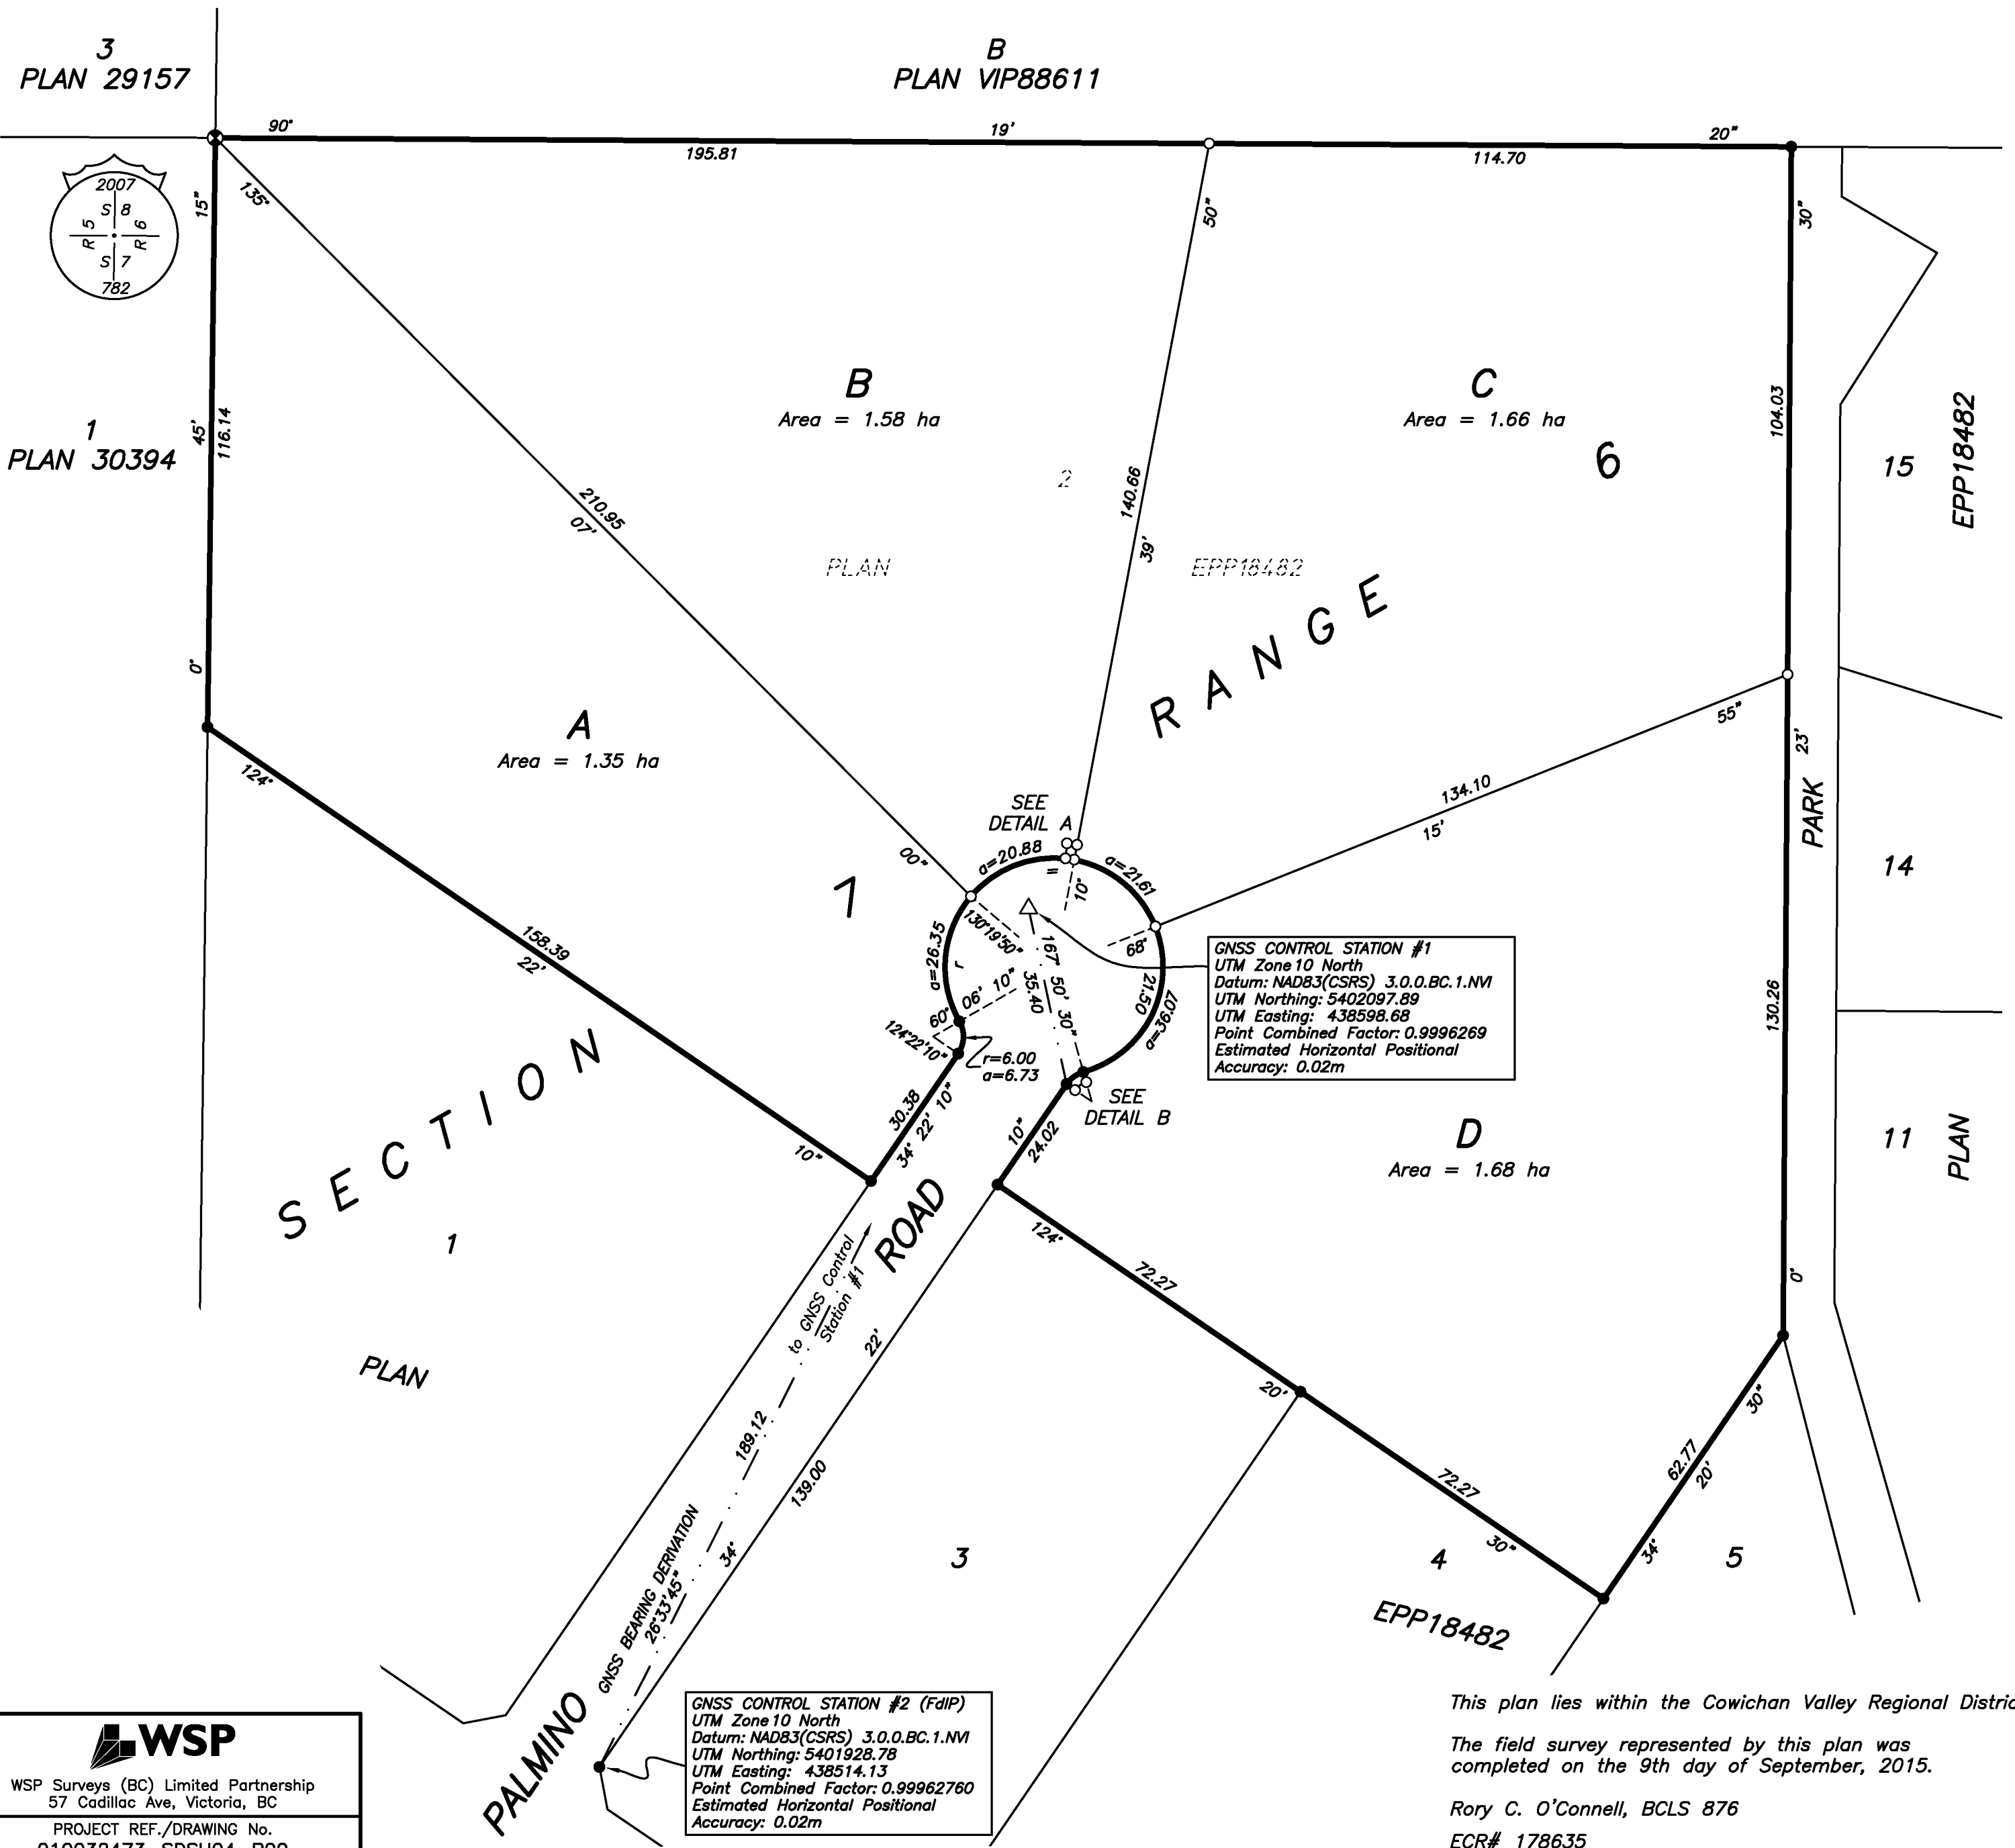 3
PLAN 29157
B
PLAN VIP88611
90°
19'
20"
195.81
114.70
2007
S 8
R 5
R 6
S 7
782
15"
135°
50"
30"
45'
116.14
1
PLAN 30394
B
Area = 1.58 ha
C
Area = 1.66 ha
6
104.03
15
EPP18482
2
140.66
39'
210.95
07'
PLAN
EPP18482
RANGE
0°
A
Area = 1.35 ha
124°
55"
23'
PARK
134.10
15'
14
SEE
DETAIL A
00"
a=20.88
=
a=21.61
10°
7
130°19'50"
68°
a=26.35
r
167° 50' 30"
35.40
21.50
a=36.07
60° 06' 10"
124°22'10"
r=6.00
a=6.73
GNSS CONTROL STATION #1
UTM Zone 10 North
Datum: NAD83(CSRS) 3.0.0.BC.1.NVI
UTM Northing: 5402097.89
UTM Easting: 438598.68
Point Combined Factor: 0.9996269
Estimated Horizontal Positional
Accuracy: 0.02m
130.26
158.39
22'
10"
SECTION
30.38
34° 22' 10"
10"
24.02
SEE
DETAIL B
D
Area = 1.68 ha
11
PLAN
1
PLAN
ROAD
124°
72.27
20'
0°
to GNSS Control
Station #1
22'
189.12
139.00
34°
GNSS BEARING DERIVATION
26°33'45"
72.27
30"
62.77
20'
30"
34°
3
4
5
EPP18482
PALMINO
GNSS CONTROL STATION #2 (FdIP)
UTM Zone 10 North
Datum: NAD83(CSRS) 3.0.0.BC.1.NVI
UTM Northing: 5401928.78
UTM Easting: 438514.13
Point Combined Factor: 0.99962760
Estimated Horizontal Positional
Accuracy: 0.02m
WSP
WSP Surveys (BC) Limited Partnership
57 Cadillac Ave, Victoria, BC
PROJECT REF./DRAWING No.
This plan lies within the Cowichan Valley Regional Distric
The field survey represented by this plan was
completed on the 9th day of September, 2015.
Rory C. O'Connell, BCLS 876
ECR# 178635